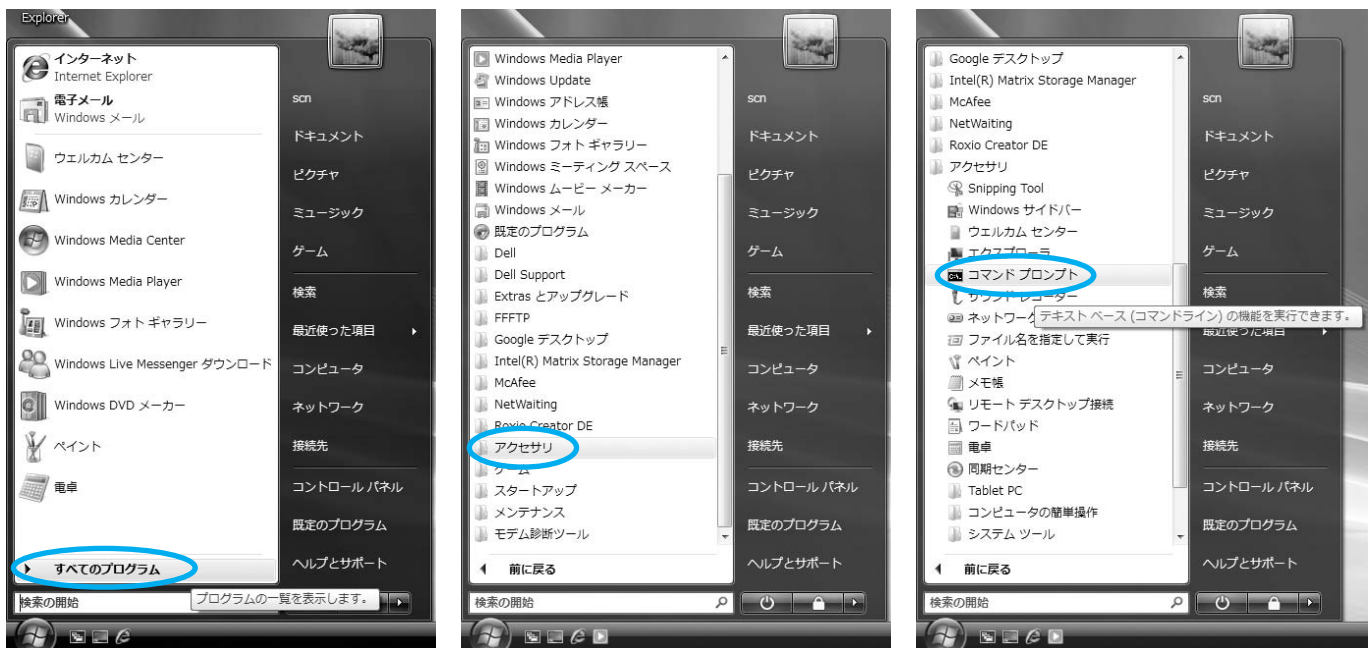 Explorer
インターネット
Internet Explorer
電子メール
Windows メール
ウェルカム センター
Windows カレンダー
Windows Media Center
Windows Media Player
Windows フォト ギャラリー
Windows Live Messenger ダウンロード
Windows DVD メーカー
ペイント
電卓
すべてのプログラム
検索の開始
プログラムの一覧を表示します。
scn
ドキュメント
ピクチャ
ミュージック
ゲーム
検索
最近使った項目
コンピュータ
ネットワーク
接続先
コントロール パネル
既定のプログラム
ヘルプとサポート
Windows Media Player
Windows Update
Windows アドレス帳
Windows カレンダー
Windows フォト ギャラリー
Windows ミーティング スペース
Windows ムービー メーカー
Windows メール
既定のプログラム
Dell
Dell Support
Extras とアップグレード
FFFTP
Google デスクトップ
Intel(R) Matrix Storage Manager
McAfee
NetWaiting
Roxio Creator DE
アクセサリ
ゲーム
スタートアップ
メンテナンス
モデム診断ツール
前に戻る
検索の開始
scn
ドキュメント
ピクチャ
ミュージック
ゲーム
検索
最近使った項目
コンピュータ
ネットワーク
接続先
コントロール パネル
既定のプログラム
ヘルプとサポート
Google デスクトップ
Intel(R) Matrix Storage Manager
McAfee
NetWaiting
Roxio Creator DE
アクセサリ
Snipping Tool
Windows サイドバー
ウェルカム センター
エクスプローラ
コマンド プロンプト
サウンド レコーダー
ネットワーク
テキスト ベース (コマンドライン) の機能を実行できます。
ファイル名を指定して実行
ペイント
メモ帳
リモート デスクトップ接続
ワードパッド
電卓
同期センター
Tablet PC
コンピュータの簡単操作
システム ツール
前に戻る
検索の開始
scn
ドキュメント
ピクチャ
ミュージック
ゲーム
検索
最近使った項目
コンピュータ
ネットワーク
接続先
コントロール パネル
既定のプログラム
ヘルプとサポート